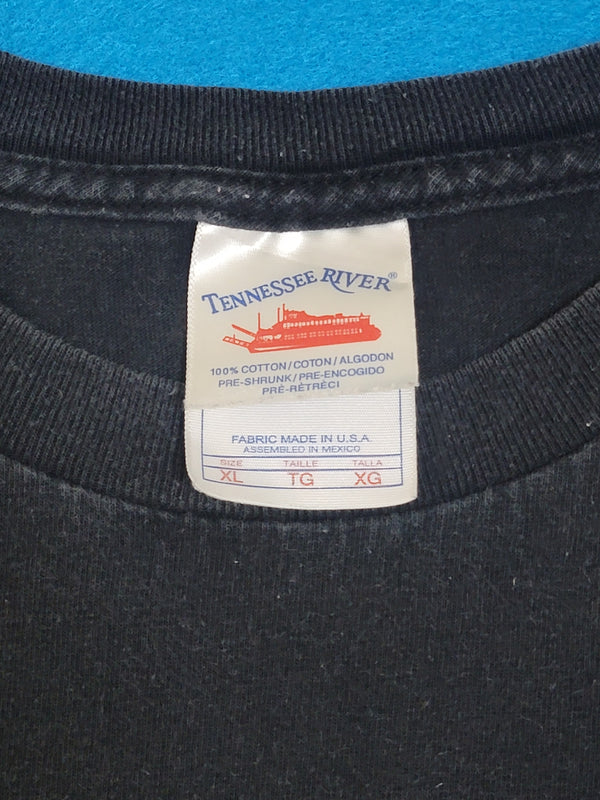 TENNESSEE RIVER®
100% COTTON/COTON/ALGODON
PRE-SHRUNK/PRE-ENCOGIDO
PRÉ-RÈTRÈCI
FABRIC MADE IN U.S.A.
ASSEMBLED IN MEXICO
SIZE TAILLE TALLA
XL TG XG